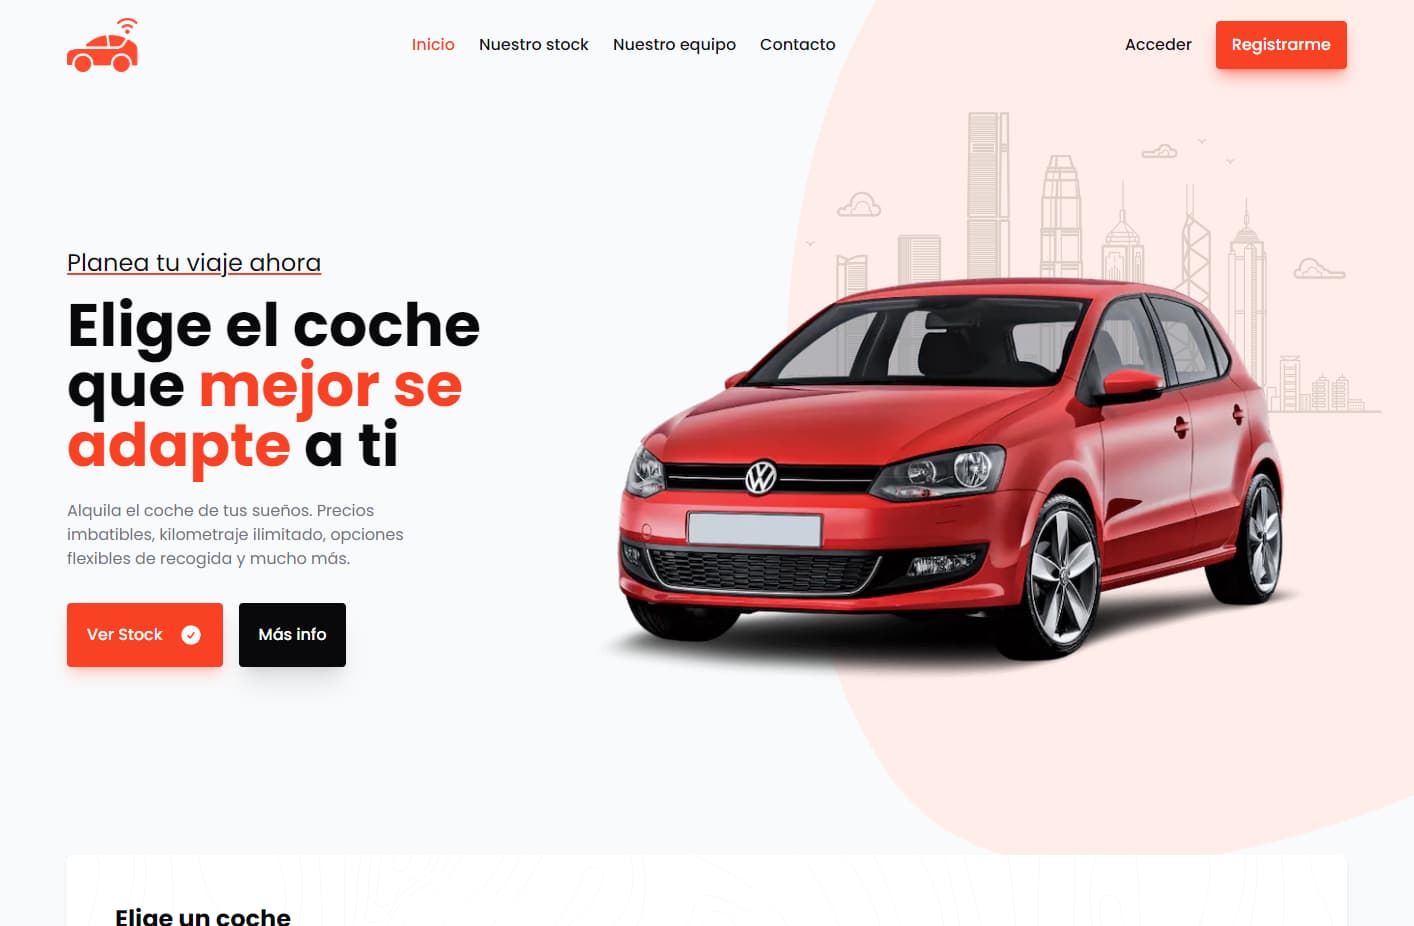 Inicio Nuestro stock Nuestro equipo Contacto Acceder Registrarme
Planea tu viaje ahora
Elige el coche
que mejor se
adapte a ti
Alquila el coche de tus sueños. Precios
imbatibles, kilometraje ilimitado, opciones
flexibles de recogida y mucho más.
Ver Stock Más info
Elige un coche